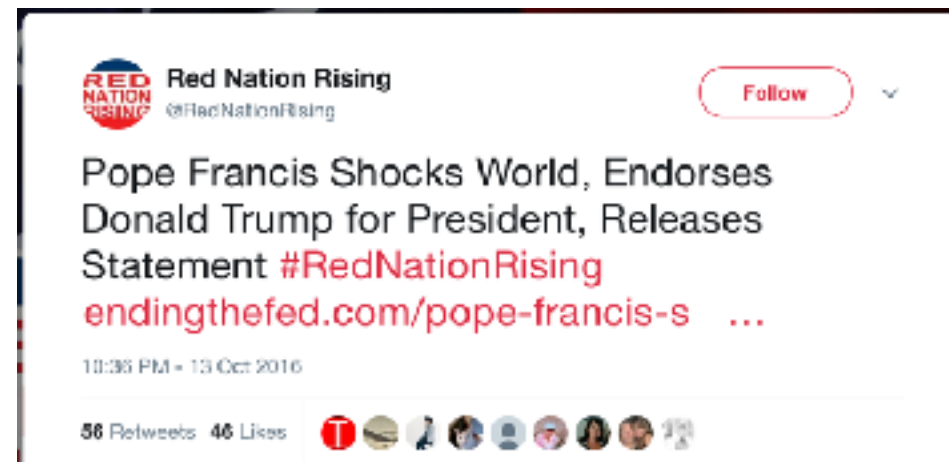 RED NATION RISING
Red Nation Rising
@RedNationRising
Follow
Pope Francis Shocks World, Endorses
Donald Trump for President, Releases
Statement #RedNationRising
endingthefed.com/pope-francis-s ...
10:36 PM - 13 Oct 2016
56 Retweets 46 Likes